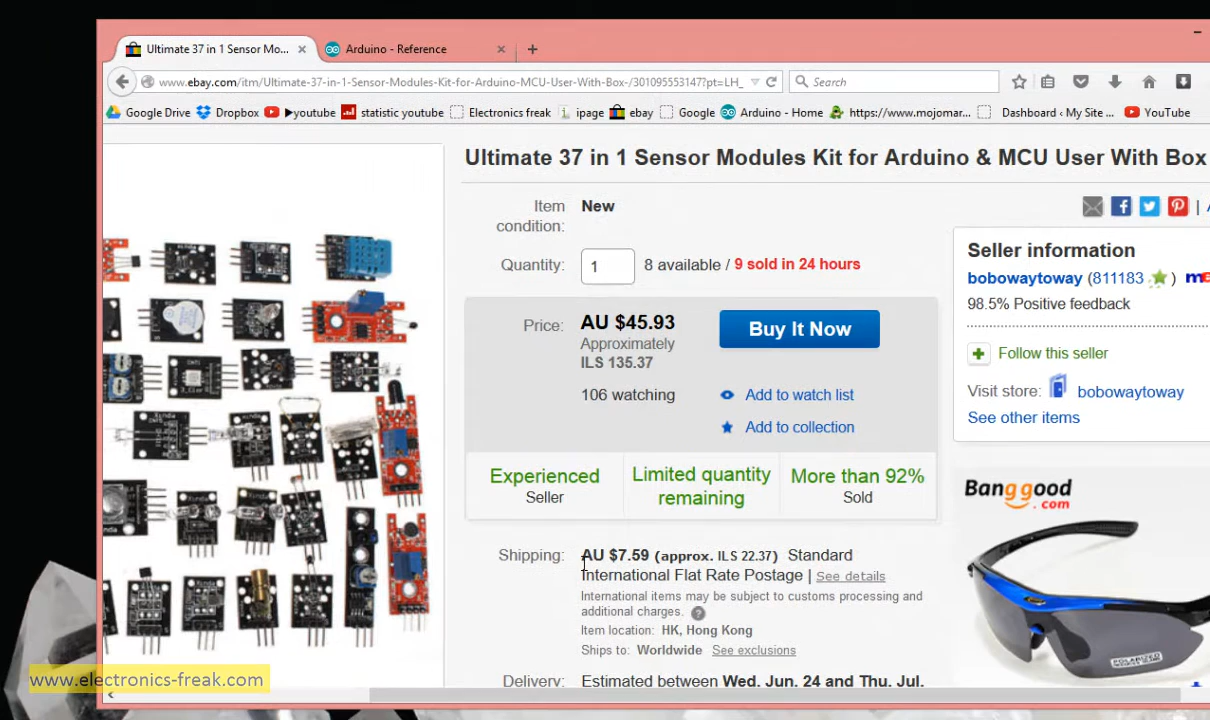 Ultimate 37 in 1 Sensor Mo...
Arduino - Reference
www.ebay.com/itm/Ultimate-37-in-1-Sensor-Modules-Kit-for-Arduino-MCU-User-With-Box-/301095553147?pt=LH_
Search
Google Drive Dropbox ▶youtube statistic youtube Electronics freak ipage ebay Google Arduino - Home https://www.mojomar... Dashboard ‹ My Site ... YouTube
Ultimate 37 in 1 Sensor Modules Kit for Arduino & MCU User With Box
Item condition:
New
Quantity:
1
8 available / 9 sold in 24 hours
Price:
AU $45.93
Approximately
ILS 135.37
Buy It Now
106 watching
Add to watch list
Add to collection
Experienced
Seller
Limited quantity
remaining
More than 92%
Sold
Shipping:
AU $7.59 (approx. ILS 22.37) Standard
International Flat Rate Postage | See details
International items may be subject to customs processing and
additional charges.
Item location: HK, Hong Kong
Ships to: Worldwide See exclusions
Delivery:
Estimated between Wed. Jun. 24 and Thu. Jul.
Seller information
bobowaytoway (811183 )
98.5% Positive feedback
Follow this seller
Visit store: bobowaytoway
See other items
Banggood
.com
POLARIZED
www.electronics-freak.com